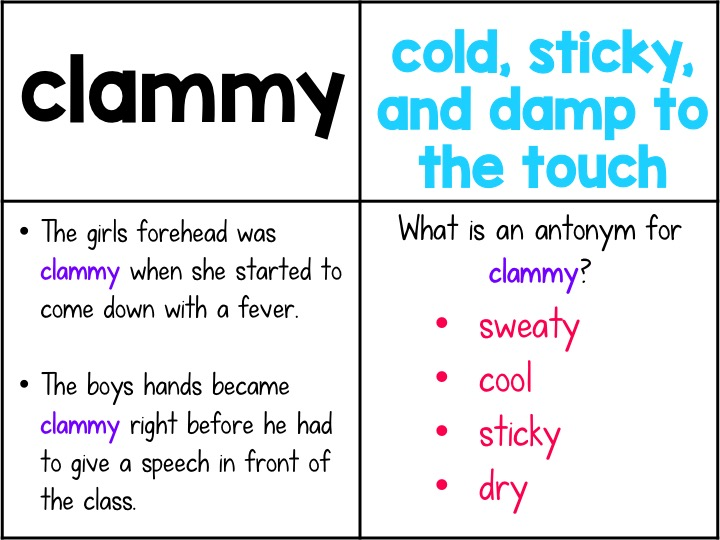 clammy
cold, sticky,
and damp to
the touch
• The girls forehead was
clammy when she started to
come down with a fever.
• The boys hands became
clammy right before he had
to give a speech in front of
the class.
What is an antonym for
clammy?
• sweaty
• cool
• sticky
• dry